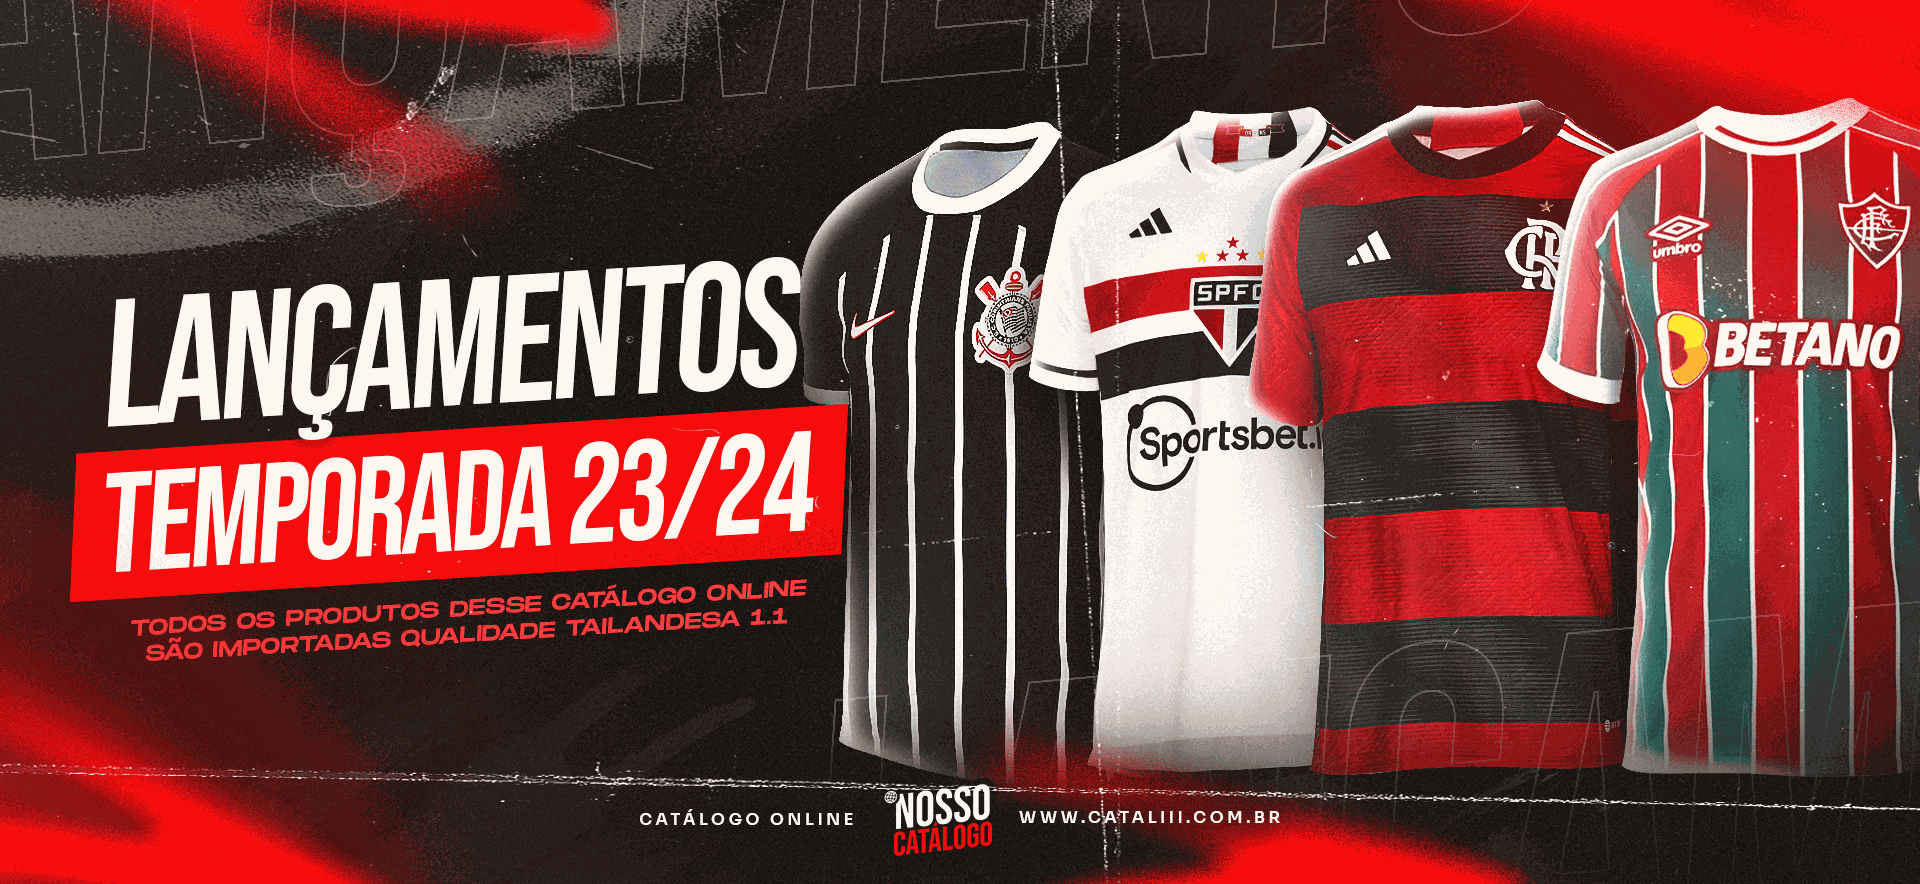 LANÇAMENTOS
TEMPORADA 23/24
TODOS OS PRODUTOS DESSE CATÁLOGO ONLINE
SÃO IMPORTADAS QUALIDADE TAILANDESA 1.1
SPFC
Sportsbet.i
umbro
BETANO
CATÁLOGO ONLINE
NOSSO
CATÁLOGO
WWW.CATALIII.COM.BR